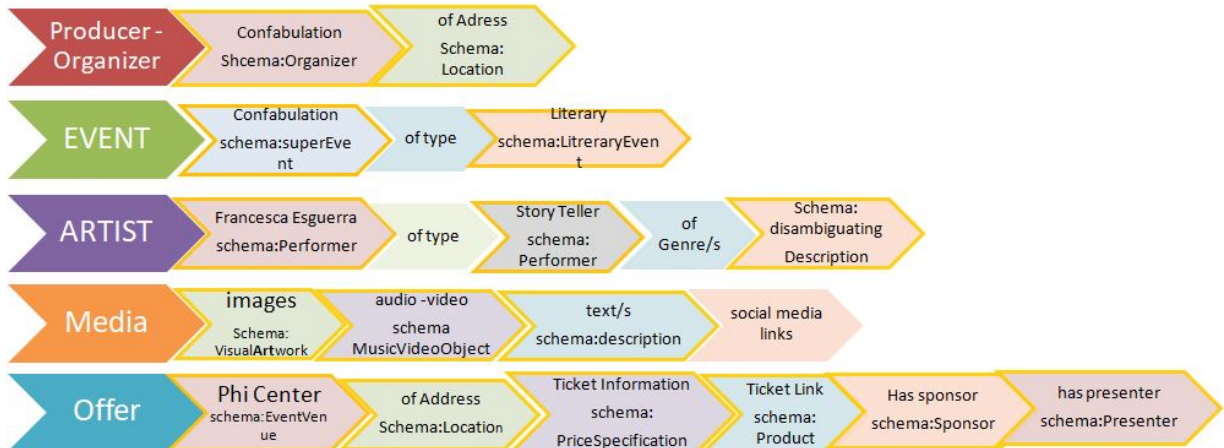 Producer -
Organizer
Confabulation
Shcema:Organizer
of Adress
Schema:
Location
EVENT
Confabulation
schema:superEve
nt
of type
Literary
schema:LitreraryEven
t
ARTIST
Francesca Esguerra
schema:Performer
of type
Story Teller
schema:
Performer
of
Genre/s
Schema:
disambiguating
Description
Media
images
Schema:
VisualArtwork
audio -video
schema
MusicVideoObject
text/s
schema:description
social media
links
Offer
Phi Center
schema:EventVen
ue
of Address
Schema:Location
Ticket Information
schema:
PriceSpecification
Ticket Link
schema:
Product
Has sponsor
schema:Sponsor
has presenter
schema:Presenter